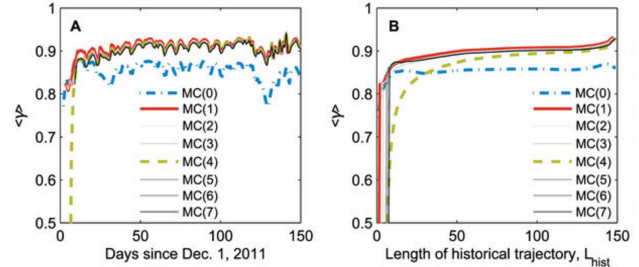 A
B
1
0.9
0.8
0.7
0.6
0.5
<γ>
MC(0)
MC(1)
MC(2)
MC(3)
MC(4)
MC(5)
MC(6)
MC(7)
0 50 100 150
Days since Dec. 1, 2011
1
0.9
0.8
0.7
0.6
0.5
<γ>
MC(0)
MC(1)
MC(2)
MC(3)
MC(4)
MC(5)
MC(6)
MC(7)
0 50 100 150
Length of historical trajectory, L_hist